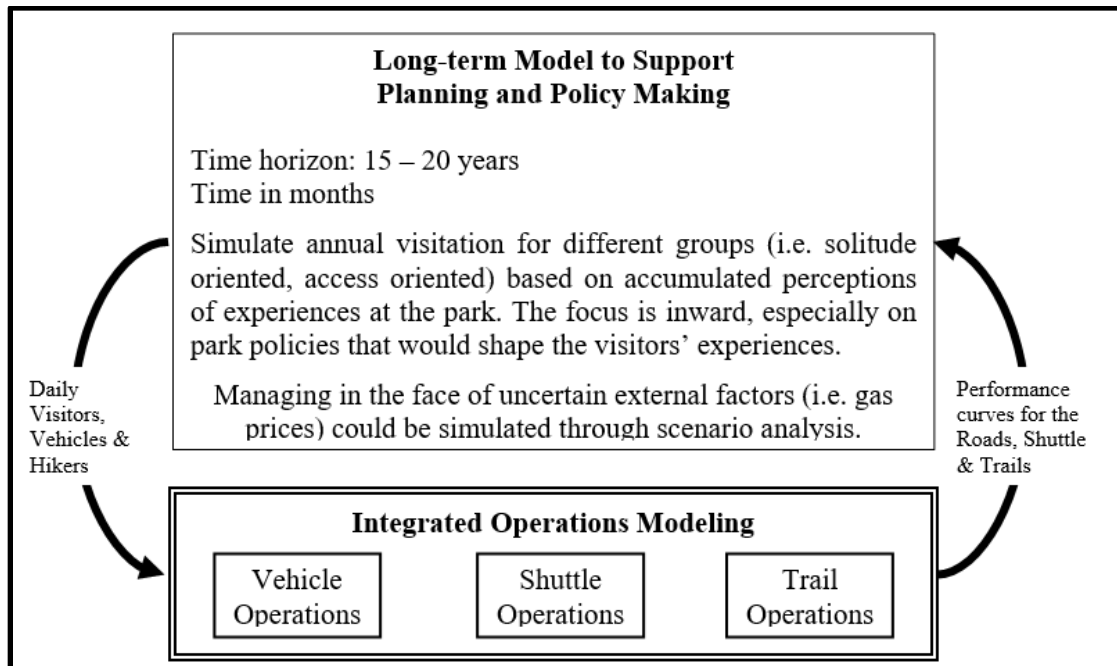 Long-term Model to Support
Planning and Policy Making
Time horizon: 15 – 20 years
Time in months
Simulate annual visitation for different groups (i.e. solitude
oriented, access oriented) based on accumulated perceptions
of experiences at the park. The focus is inward, especially on
park policies that would shape the visitors’ experiences.
Managing in the face of uncertain external factors (i.e. gas
prices) could be simulated through scenario analysis.
Daily
Visitors,
Vehicles &
Hikers
Performance
curves for the
Roads, Shuttle
& Trails
Integrated Operations Modeling
Vehicle
Operations
Shuttle
Operations
Trail
Operations